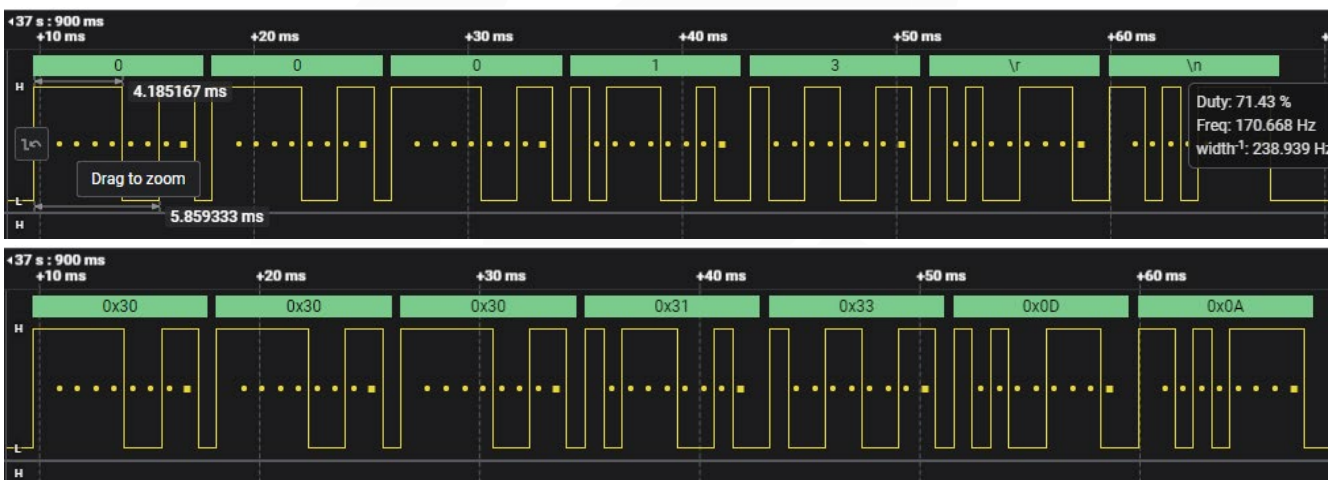 37 s : 900 ms
+10 ms +20 ms +30 ms +40 ms +50 ms +60 ms +
0 0 0 1 3 \r \n
H
4.185167 ms
Duty: 71.43 %
Freq: 170.668 Hz
width-1: 238.939 Hz
Drag to zoom
L
5.859333 ms
H
37 s : 900 ms
+10 ms +20 ms +30 ms +40 ms +50 ms +60 ms
0x30 0x30 0x30 0x31 0x33 0x0D 0x0A
H
L
H